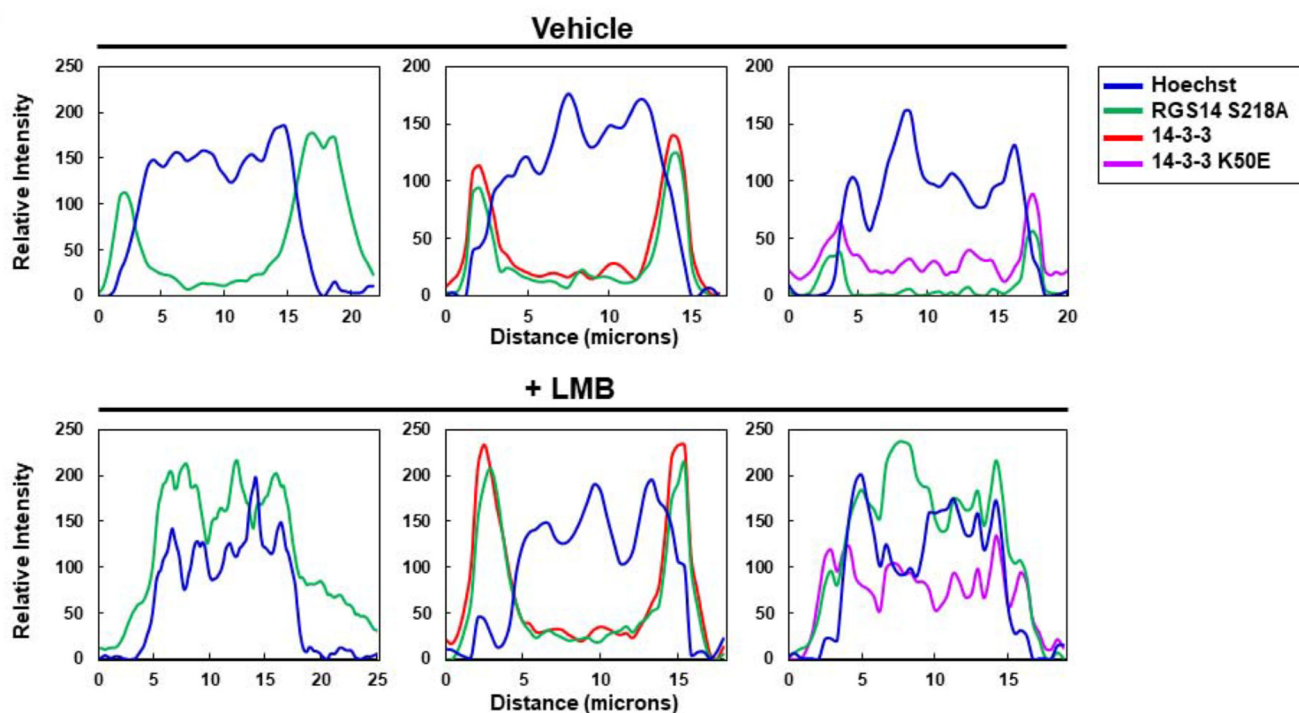 Vehicle
250
200
150
100
50
0
0 5 10 15 20
200
150
100
50
0
0 5 10 15
200
150
100
50
0
0 5 10 15 20
Relative Intensity
Distance (microns)
Hoechst
RGS14 S218A
14-3-3
14-3-3 K50E
+ LMB
250
200
150
100
50
0
0 5 10 15 20 25
250
200
150
100
50
0
0 5 10 15
250
200
150
100
50
0
0 5 10 15
Relative Intensity
Distance (microns)